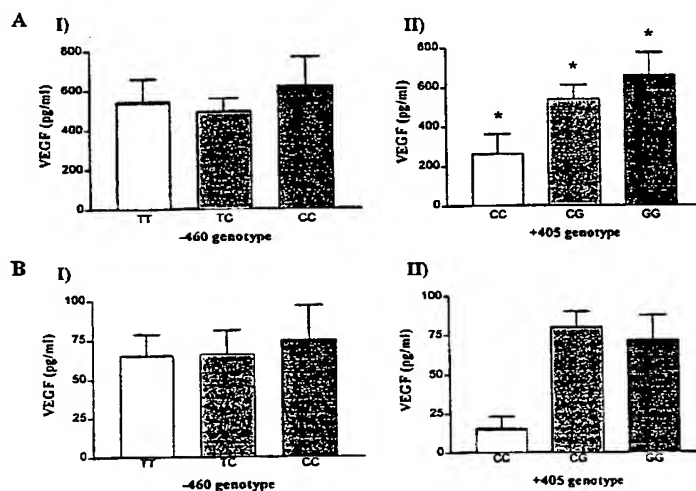 A I)
800
600
400
200
0
VEGF (pg/ml)
TT TC CC
-460 genotype
II)
* * *
800
600
400
200
0
VEGF (pg/ml)
CC CG GG
+405 genotype
B I)
100
75
50
25
0
VEGF (pg/ml)
TT TC CC
-460 genotype
II)
100
75
50
25
0
VEGF (pg/ml)
CC CG GG
+405 genotype